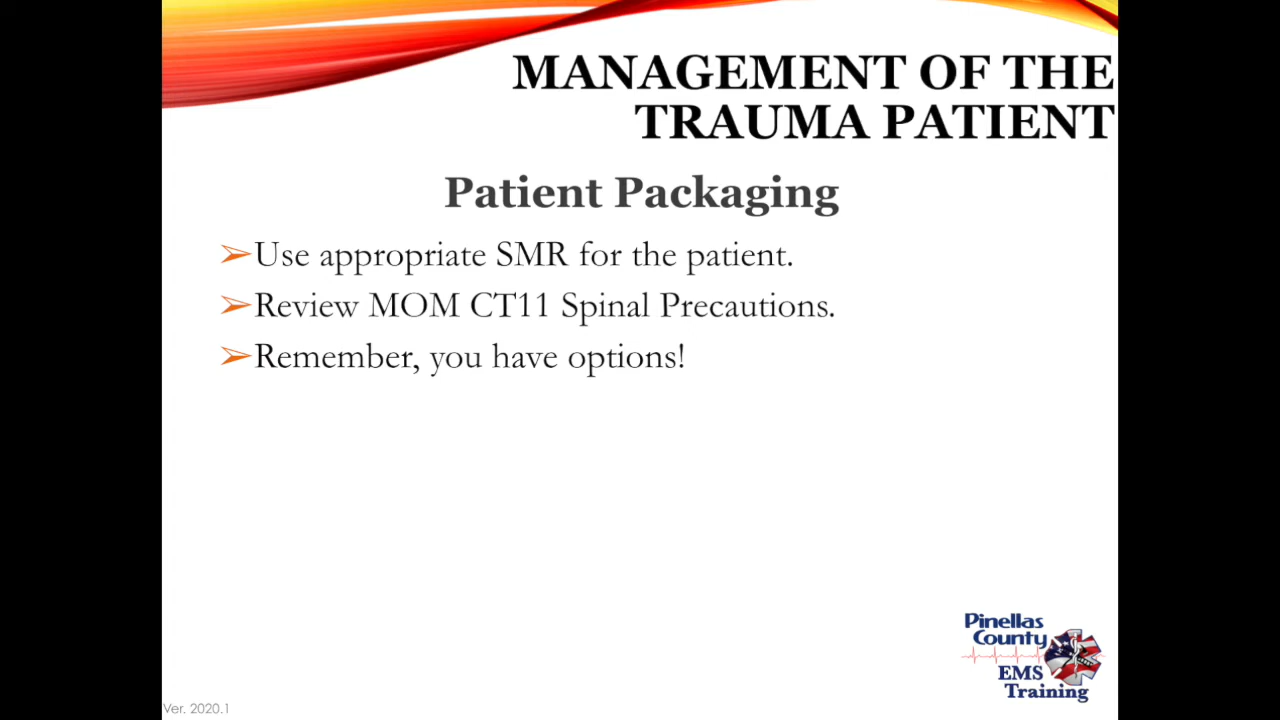 MANAGEMENT OF THE
TRAUMA PATIENT
Patient Packaging
➢Use appropriate SMR for the patient.
➢Review MOM CT11 Spinal Precautions.
➢Remember, you have options!
Pinellas
County
EMS
Training
Ver. 2020.1